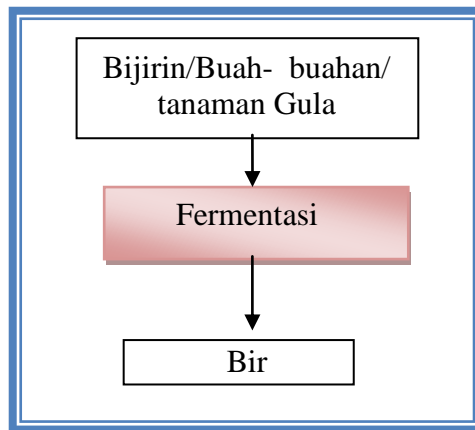 Bijirin/Buah- buahan/
tanaman Gula
Fermentasi
Bir